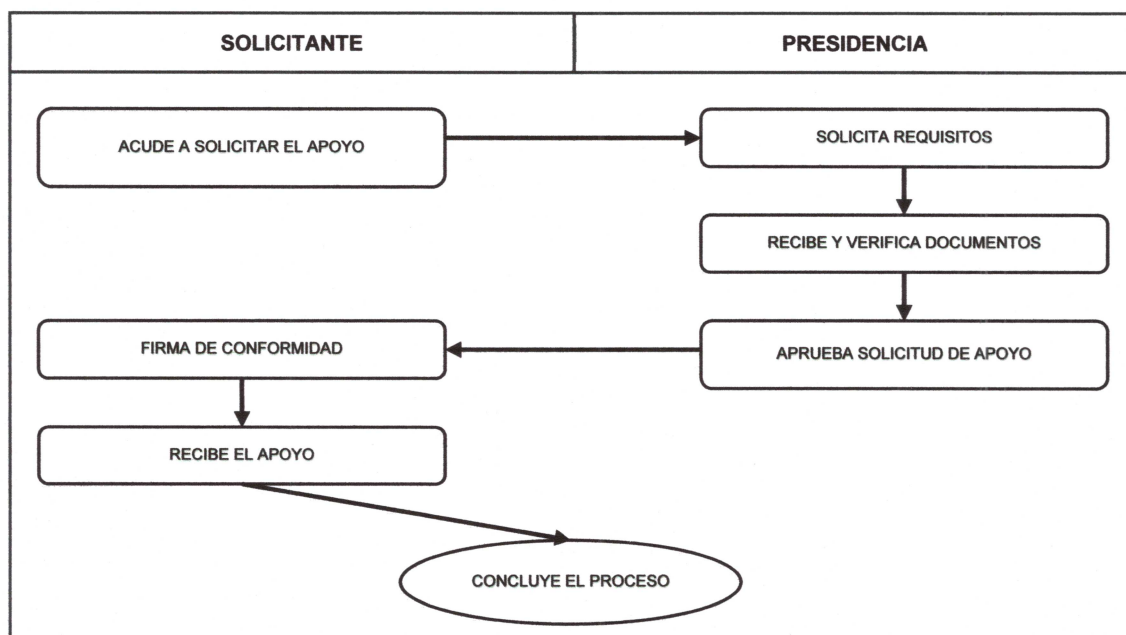 SOLICITANTE
PRESIDENCIA
ACUDE A SOLICITAR EL APOYO
SOLICITA REQUISITOS
RECIBE Y VERIFICA DOCUMENTOS
FIRMA DE CONFORMIDAD
APRUEBA SOLICITUD DE APOYO
RECIBE EL APOYO
CONCLUYE EL PROCESO